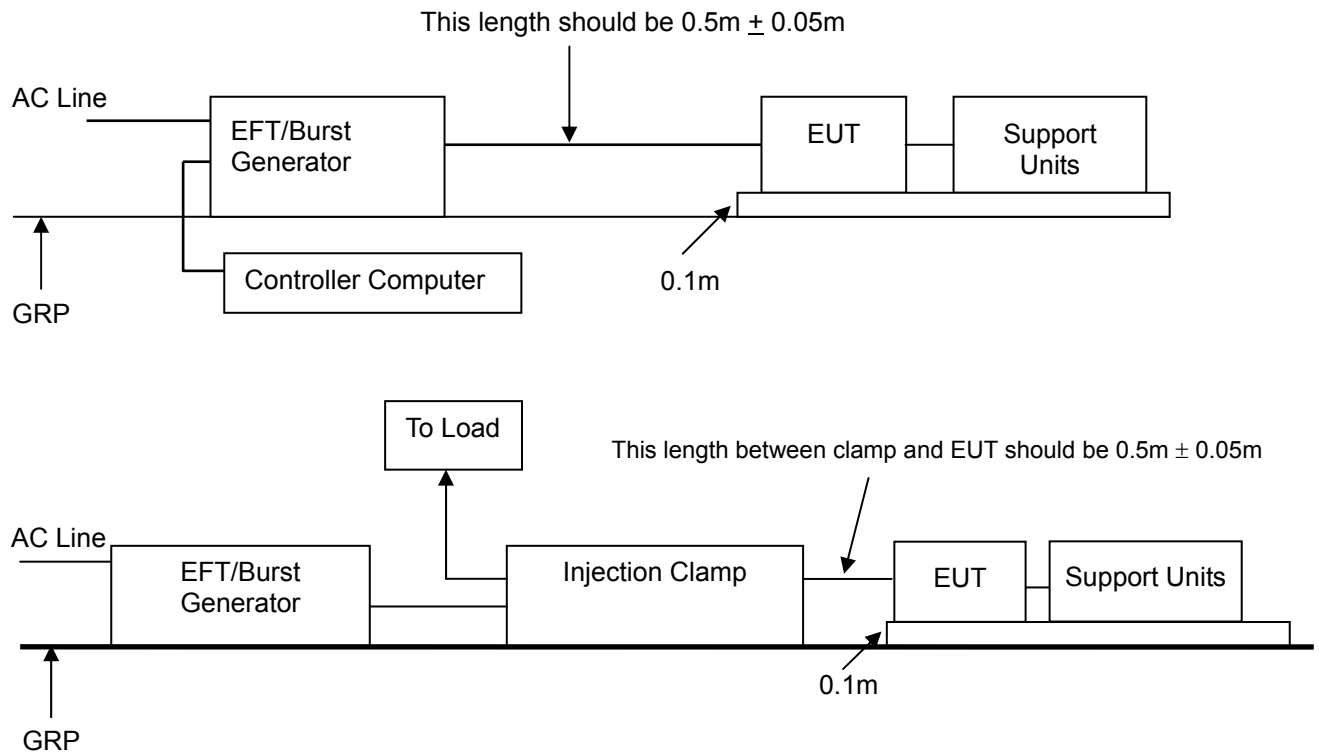 This length should be 0.5m ± 0.05m
AC Line
EFT/Burst
Generator
EUT
Support
Units
Controller Computer
0.1m
GRP
To Load
This length between clamp and EUT should be 0.5m ± 0.05m
AC Line
EFT/Burst
Generator
Injection Clamp
EUT
Support Units
0.1m
GRP